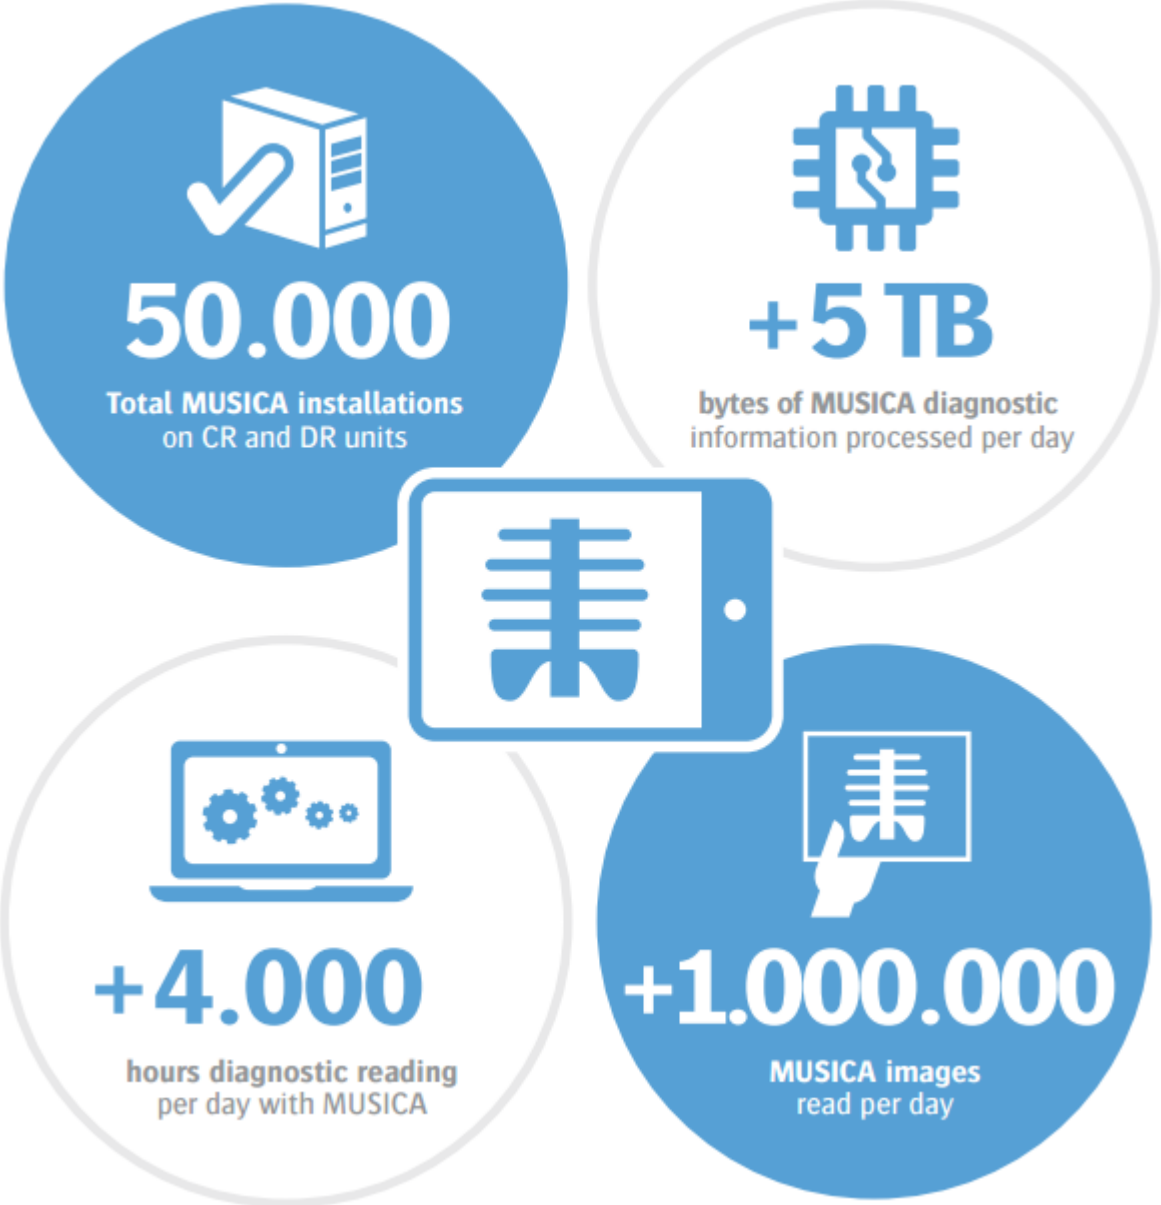 50.000
Total MUSICA installations
on CR and DR units
+5 TB
bytes of MUSICA diagnostic
information processed per day
+4.000
hours diagnostic reading
per day with MUSICA
+1.000.000
MUSICA images
read per day